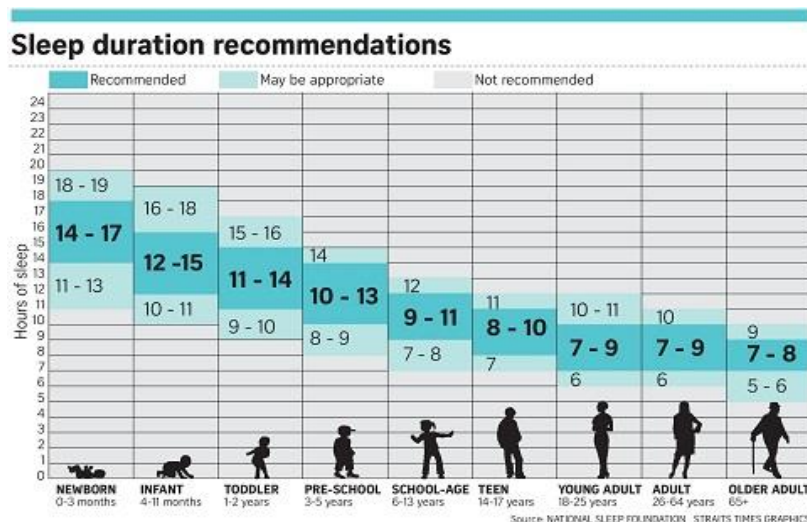 Sleep duration recommendations
Recommended May be appropriate Not recommended
Hours of sleep
24
23
22
21
20
19
18
17
16
15
14
13
12
11
10
9
8
7
6
5
4
3
2
1
0
18 - 19
14 - 17
11 - 13
16 - 18
12 -15
10 - 11
15 - 16
11 - 14
9 - 10
14
10 - 13
8 - 9
12
9 - 11
7 - 8
11
8 - 10
7
10 - 11
7 - 9
6
10
7 - 9
6
9
7 - 8
5 - 6
NEWBORN INFANT TODDLER PRE-SCHOOL SCHOOL-AGE TEEN YOUNG ADULT ADULT OLDER ADULT
0-3 months 4-11 months 1-2 years 3-5 years 6-13 years 14-17 years 18-25 years 26-64 years 65+
Source: NATIONAL SLEEP FOUNDATION STRAITS TIMES GRAPHICS